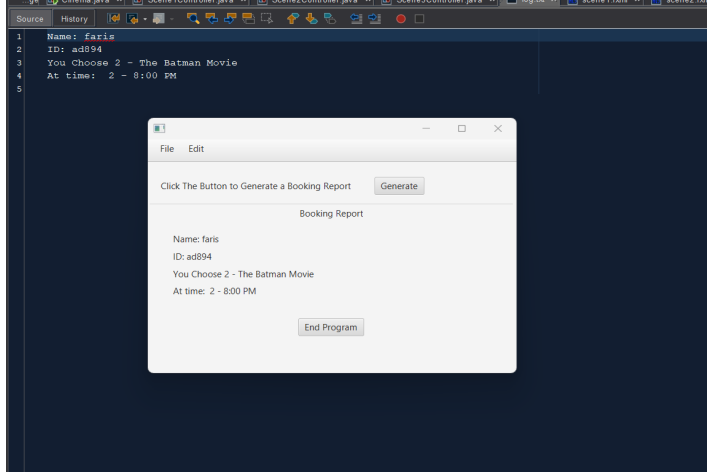 Cinema.java
Scene1Controller.java
Scene2Controller.java
Scene3Controller.java
log.txt
scene1.fxml
Source History
1 Name: faris
2 ID: ad894
3 You Choose 2 - The Batman Movie
4 At time:  2 - 8:00 PM
5
File Edit
Click The Button to Generate a Booking Report Generate
Booking Report
Name: faris
ID: ad894
You Choose 2 - The Batman Movie
At time:  2 - 8:00 PM
End Program